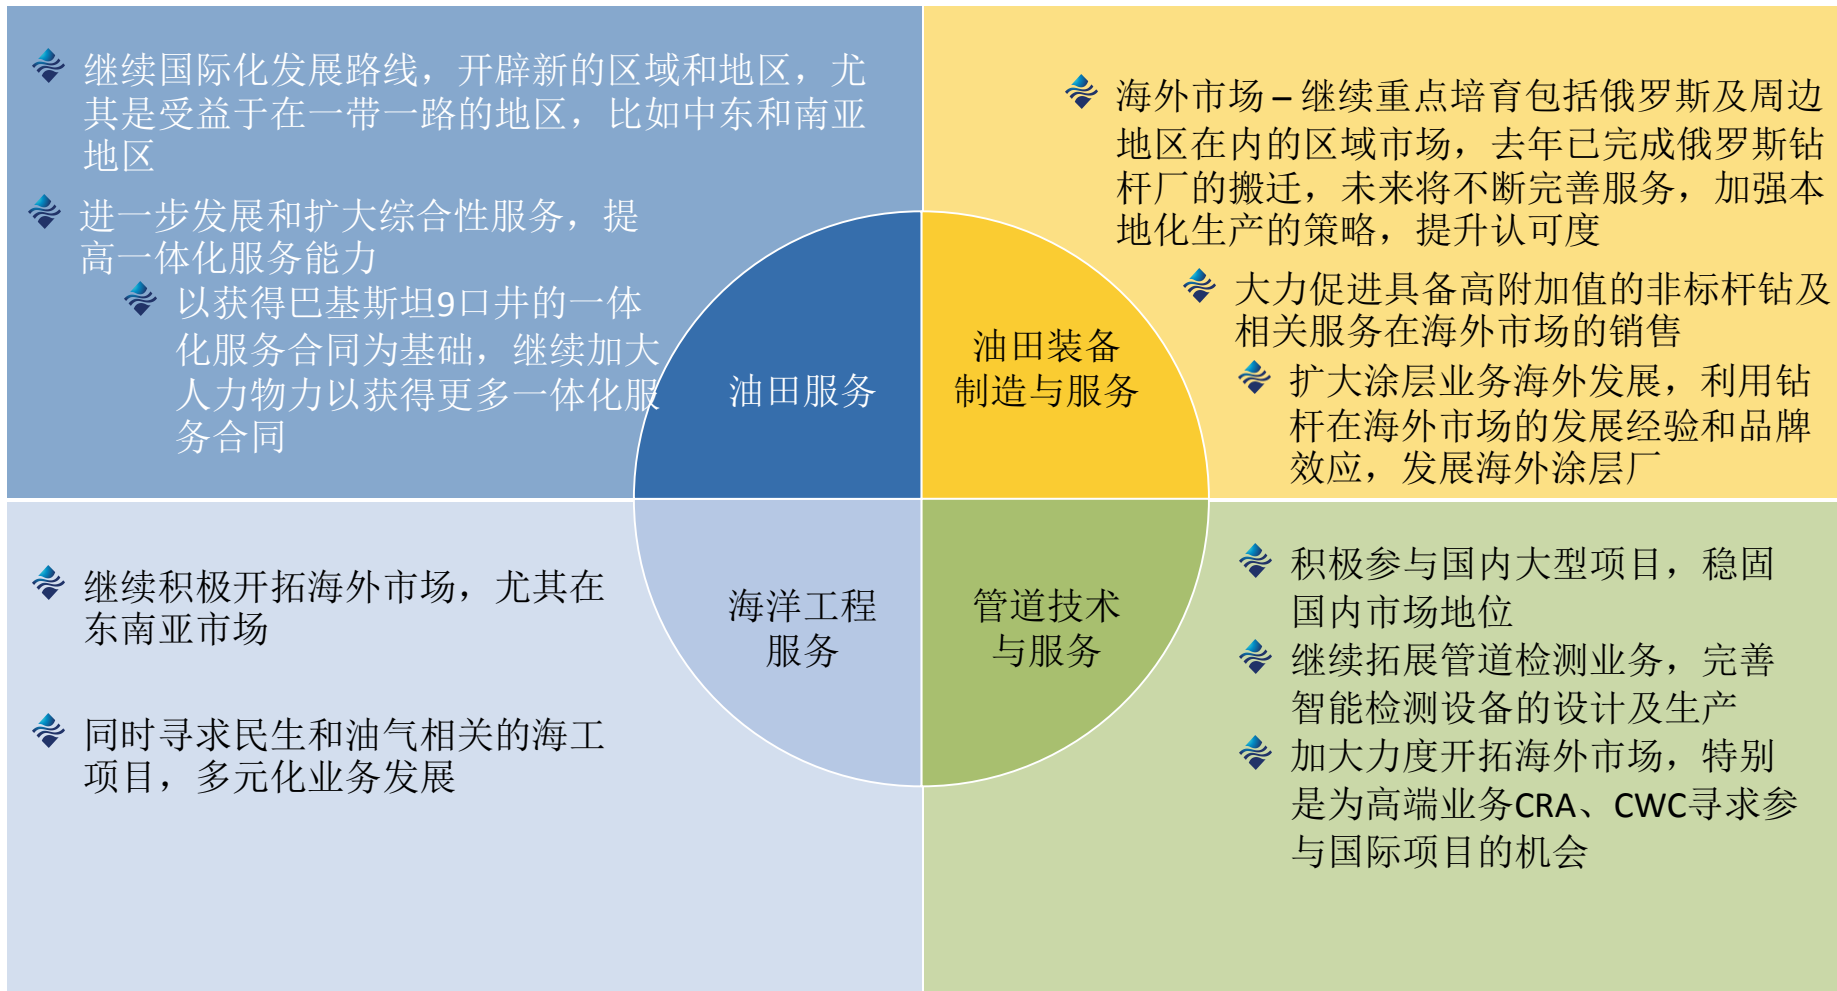 继续国际化发展路线，开辟新的区域和地区，尤
其是受益于在一带一路的地区，比如中东和南亚
地区
进一步发展和扩大综合性服务，提
高一体化服务能力
以获得巴基斯坦9口井的一体
化服务合同为基础，继续加大
人力物力以获得更多一体化服
务合同
海外市场 – 继续重点培育包括俄罗斯及周边
地区在内的区域市场，去年已完成俄罗斯钻
杆厂的搬迁，未来将不断完善服务，加强本
地化生产的策略，提升认可度
大力促进具备高附加值的非标杆钻及
相关服务在海外市场的销售
扩大涂层业务海外发展，利用钻
杆在海外市场的发展经验和品牌
效应，发展海外涂层厂
油田服务
油田装备
制造与服务
海洋工程
服务
管道技术
与服务
继续积极开拓海外市场，尤其在
东南亚市场
同时寻求民生和油气相关的海工
项目，多元化业务发展
积极参与国内大型项目，稳固
国内市场地位
继续拓展管道检测业务，完善
智能检测设备的设计及生产
加大力度开拓海外市场，特别
是为高端业务CRA、CWC寻求参
与国际项目的机会